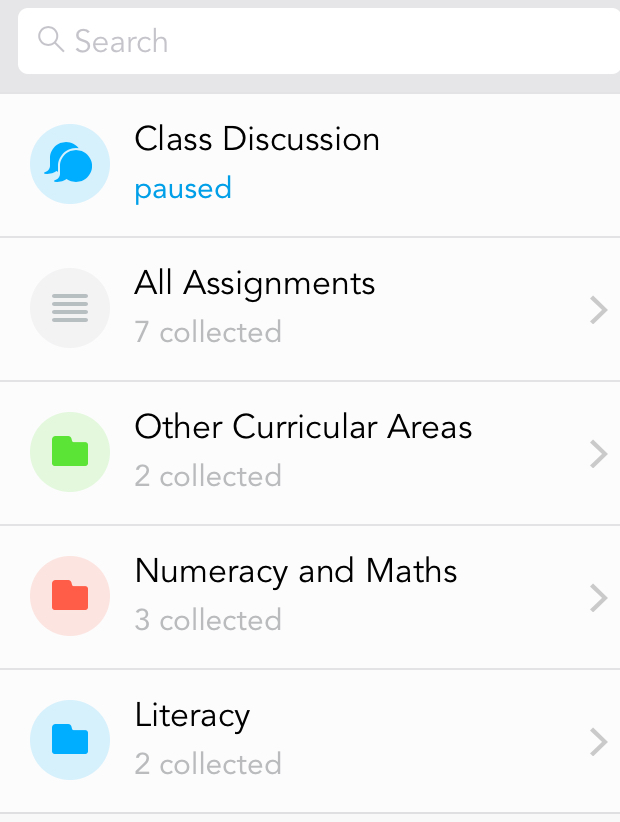 Search
Class Discussion
paused
All Assignments
7 collected
Other Curricular Areas
2 collected
Numeracy and Maths
3 collected
Literacy
2 collected